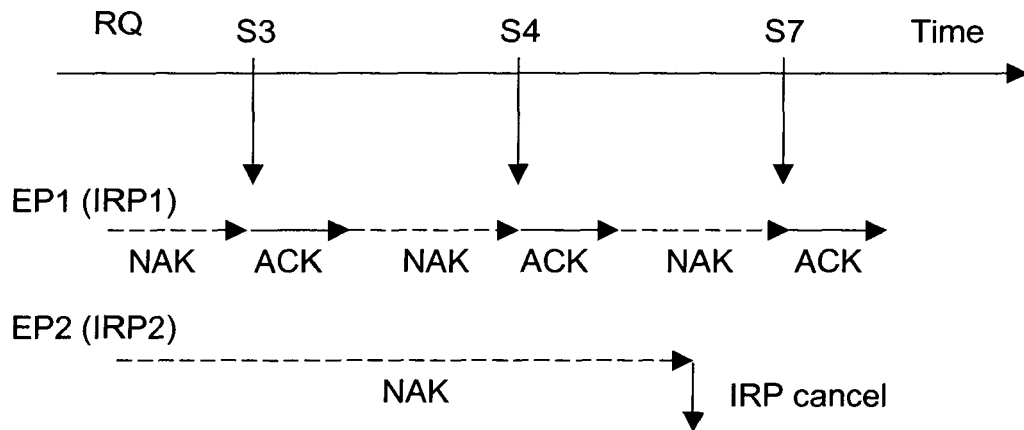 RQ S3 S4 S7 Time
EP1 (IRP1)
NAK ACK NAK ACK NAK ACK
EP2 (IRP2)
NAK IRP cancel